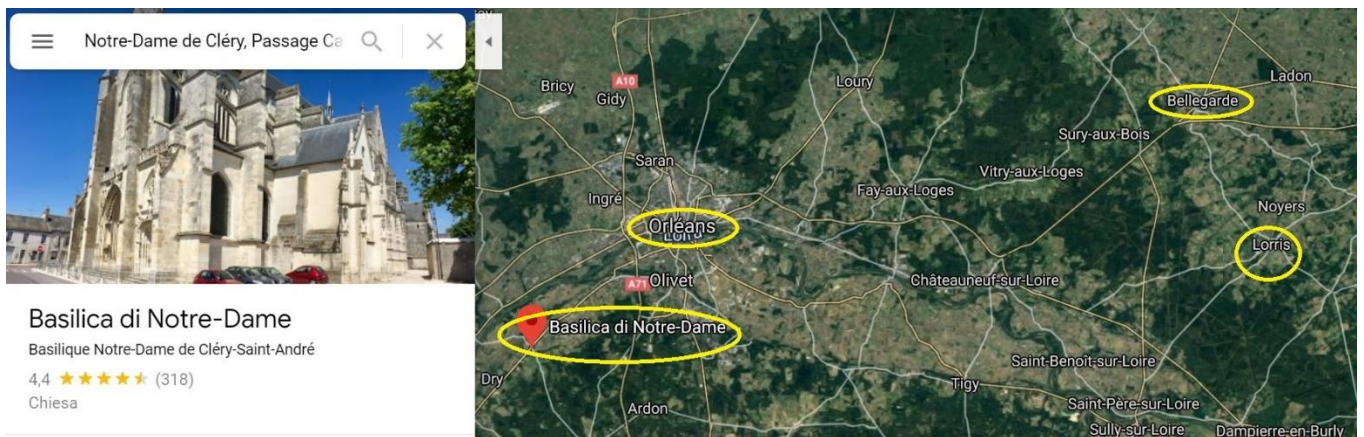 Notre-Dame de Cléry, Passage Ca
Basilica di Notre-Dame
Basilique Notre-Dame de Cléry-Saint-André
4,4
(318)
Chiesa
A10
Bricy
Gidy
Loury
Ladon
Bellegarde
Sury-aux-Bois
Saran
Vitry-aux-Loges
Ingré
Fay-aux-Loges
Noyers
Orléans
Lorris
A71
Olivet
Châteauneuf-sur-Loire
Basilica di Notre-Dame
Saint-Benoît-sur-Loire
Dry
Tigy
Ardon
Saint-Père-sur-Loire
Sully-sur-Loire
Dampierre-en-Burly